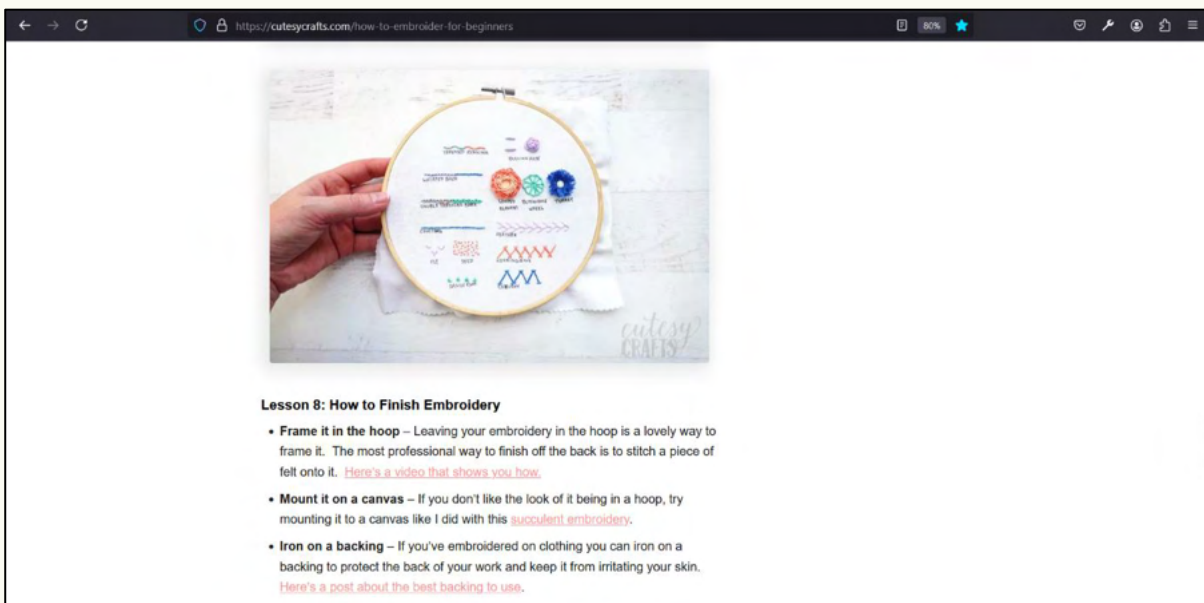 https://cutesycrafts.com/how-to-embroider-for-beginners
80%
cutesy
CRAFTS
Lesson 8: How to Finish Embroidery
• Frame it in the hoop – Leaving your embroidery in the hoop is a lovely way to
frame it.  The most professional way to finish off the back is to stitch a piece of
felt onto it.  Here's a video that shows you how.
• Mount it on a canvas – If you don't like the look of it being in a hoop, try
mounting it to a canvas like I did with this succulent embroidery.
• Iron on a backing – If you've embroidered on clothing you can iron on a
backing to protect the back of your work and keep it from irritating your skin.
Here's a post about the best backing to use.